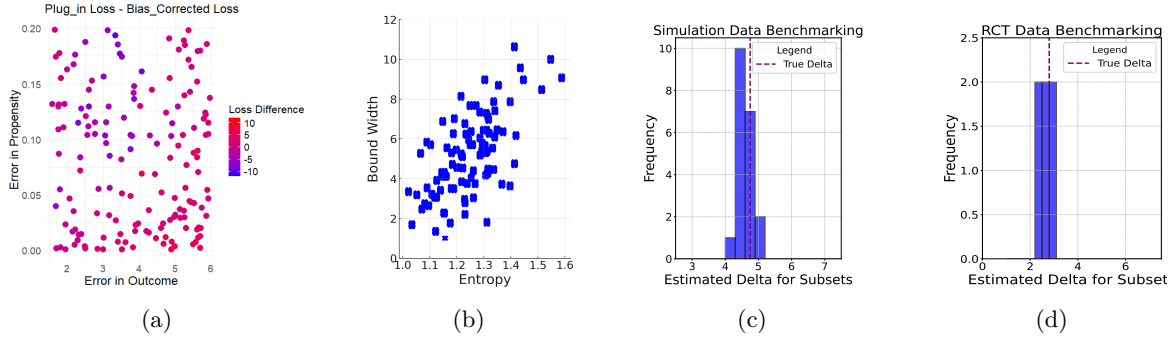 Plug_in Loss - Bias_Corrected Loss
0.20
0.15
0.10
0.05
0.00
Error in Propensity
2 3 4 5 6
Error in Outcome
Loss Difference
10
5
0
-5
-10
(a)
12
10
8
6
4
2
0
Bound Width
1.0 1.1 1.2 1.3 1.4 1.5 1.6
Entropy
(b)
Simulation Data Benchmarking
Legend
True Delta
10
8
6
4
2
0
Frequency
3 4 5 6 7
Estimated Delta for Subsets
(c)
RCT Data Benchmarking
Legend
True Delta
2.5
2.0
1.5
1.0
0.5
0.0
Frequency
0 2 4 6
Estimated Delta for Subset
(d)